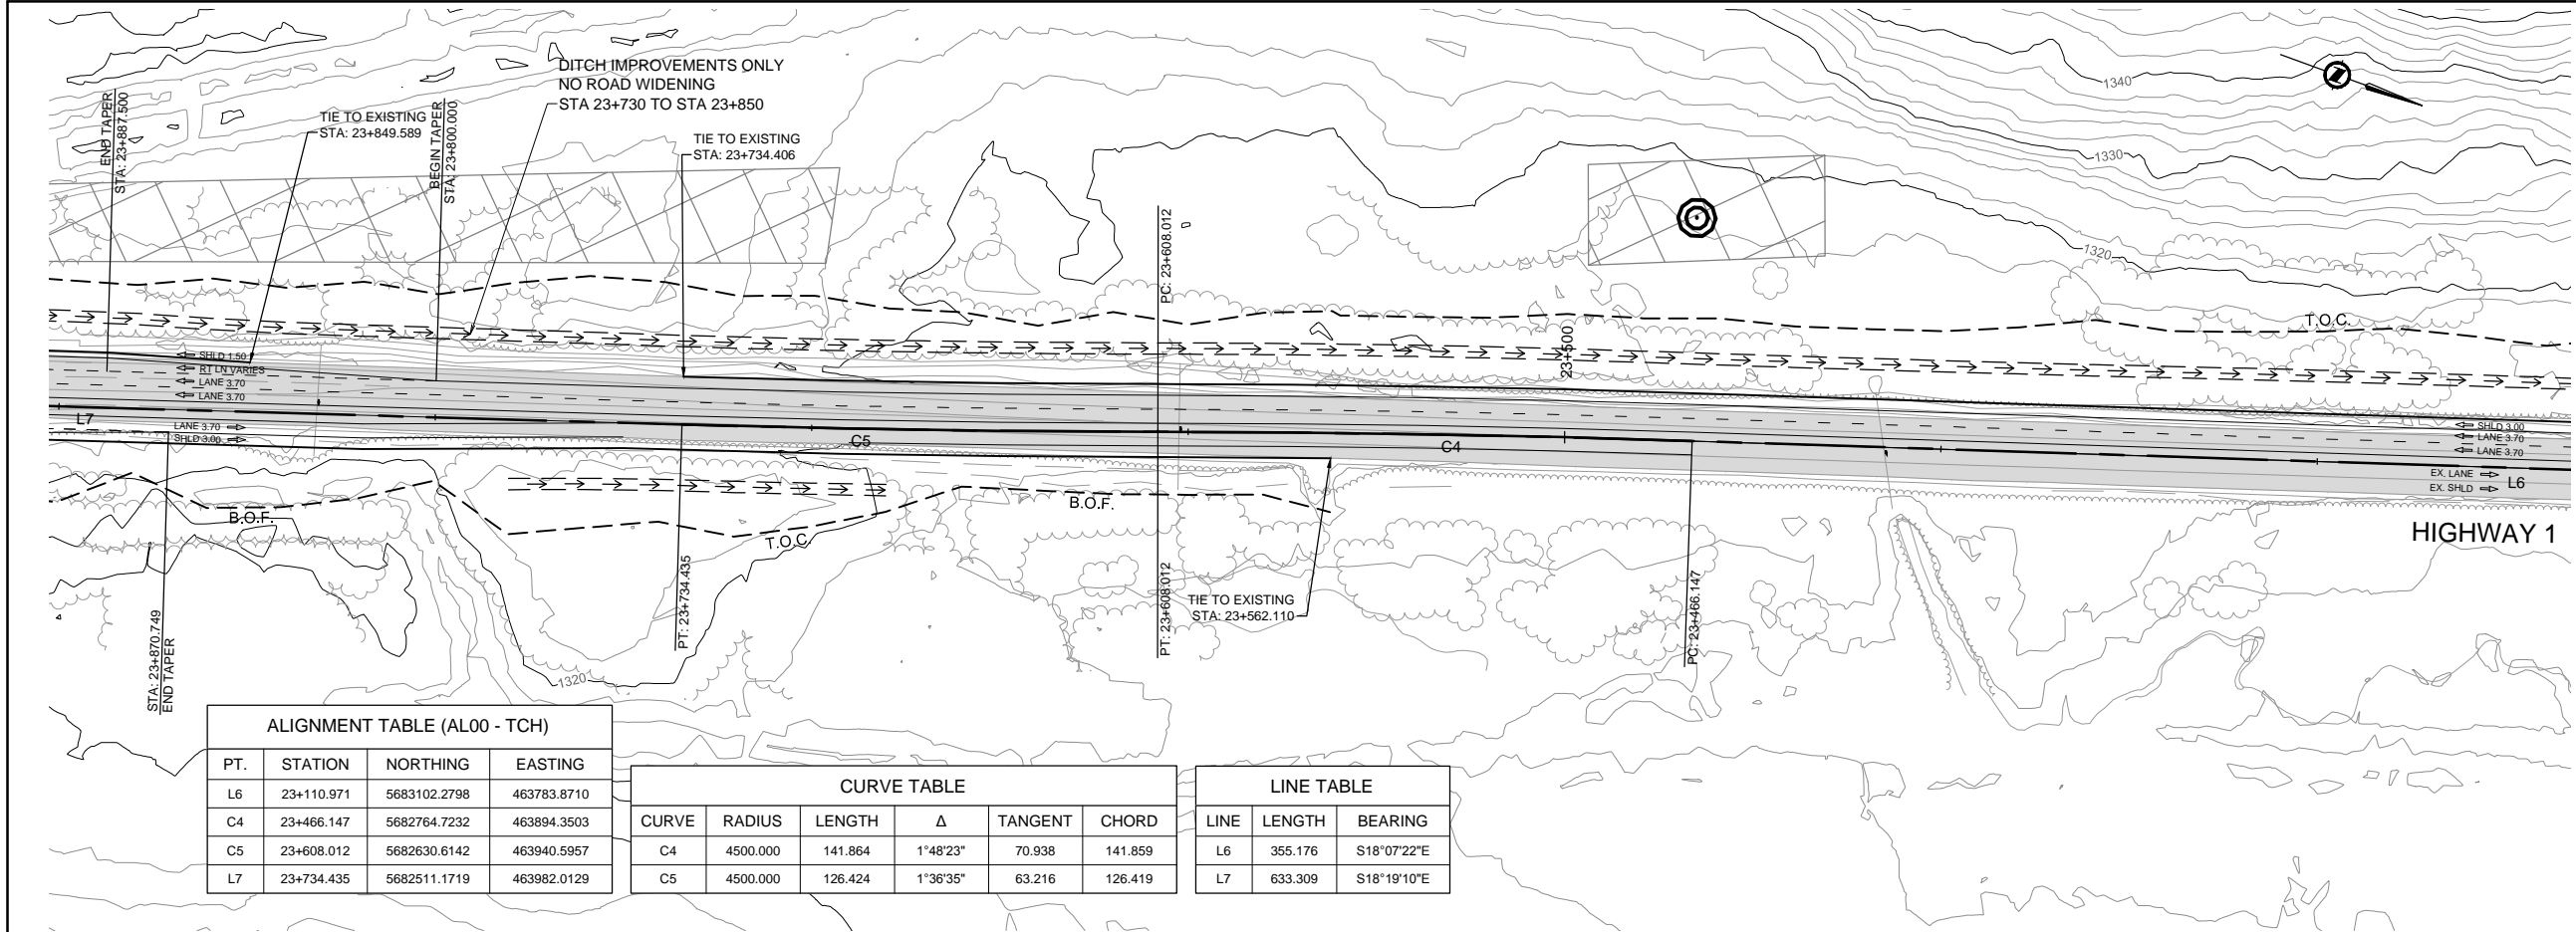 DITCH IMPROVEMENTS ONLY
NO ROAD WIDENING
STA 23+730 TO STA 23+850
END TAPER
STA: 23+887.500
TIE TO EXISTING
STA: 23+849.589
BEGIN TAPER
STA: 23+800.000
TIE TO EXISTING
STA: 23+734.406
PC: 23+608.012
1340
1330
1320
T.O.C.
23+500
SHLD 1.50
RT LN VARIES
LANE 3.70
LANE 3.70
L7
LANE 3.70
SHLD 3.00
C5
C4
SHLD 3.00
LANE 3.70
LANE 3.70
EX. LANE
EX. SHLD
L6
HIGHWAY 1
B.O.F.
T.O.C.
B.O.F.
STA: 23+870.749
END TAPER
PT: 23+734.435
PT: 23+608.012
TIE TO EXISTING
STA: 23+562.110
PC: 23+466.147
1320
ALIGNMENT TABLE (AL00 - TCH)
PT. STATION NORTHING EASTING
L6 23+110.971 5683102.2798 463783.8710
C4 23+466.147 5682764.7232 463894.3503
C5 23+608.012 5682630.6142 463940.5957
L7 23+734.435 5682511.1719 463982.0129
CURVE TABLE
CURVE RADIUS LENGTH Δ TANGENT CHORD
C4 4500.000 141.864 1°48'23" 70.938 141.859
C5 4500.000 126.424 1°36'35" 63.216 126.419
LINE TABLE
LINE LENGTH BEARING
L6 355.176 S18°07'22"E
L7 633.309 S18°19'10"E